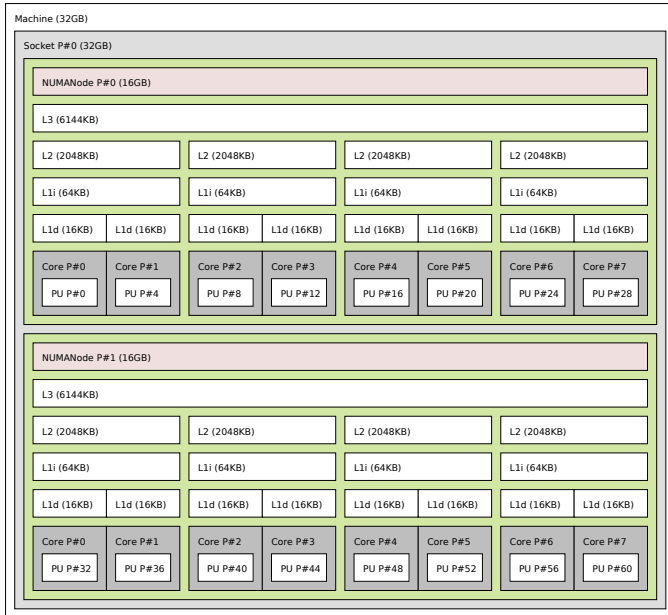 Machine (32GB)
Socket P#0 (32GB)
NUMANode P#0 (16GB)
L3 (6144KB)
L2 (2048KB) L2 (2048KB) L2 (2048KB) L2 (2048KB)
L1i (64KB) L1i (64KB) L1i (64KB) L1i (64KB)
L1d (16KB) L1d (16KB) L1d (16KB) L1d (16KB) L1d (16KB) L1d (16KB) L1d (16KB) L1d (16KB)
Core P#0 Core P#1 Core P#2 Core P#3 Core P#4 Core P#5 Core P#6 Core P#7
PU P#0 PU P#4 PU P#8 PU P#12 PU P#16 PU P#20 PU P#24 PU P#28
NUMANode P#1 (16GB)
L3 (6144KB)
L2 (2048KB) L2 (2048KB) L2 (2048KB) L2 (2048KB)
L1i (64KB) L1i (64KB) L1i (64KB) L1i (64KB)
L1d (16KB) L1d (16KB) L1d (16KB) L1d (16KB) L1d (16KB) L1d (16KB) L1d (16KB) L1d (16KB)
Core P#0 Core P#1 Core P#2 Core P#3 Core P#4 Core P#5 Core P#6 Core P#7
PU P#32 PU P#36 PU P#40 PU P#44 PU P#48 PU P#52 PU P#56 PU P#60